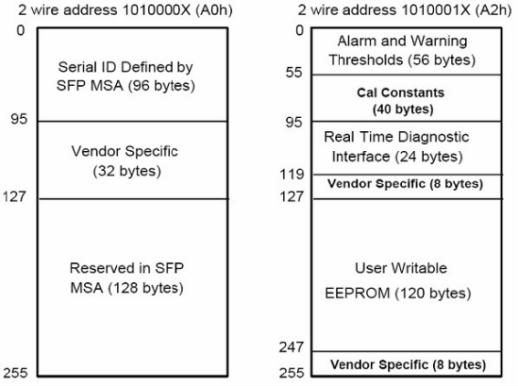 2 wire address 1010000X (A0h)
0
Serial ID Defined by
SFP MSA (96 bytes)
95
Vendor Specific
(32 bytes)
127
Reserved in SFP
MSA (128 bytes)
255
2 wire address 1010001X (A2h)
0
Alarm and Warning
Thresholds (56 bytes)
55
Cal Constants
(40 bytes)
95
Real Time Diagnostic
Interface (24 bytes)
119
Vendor Specific (8 bytes)
127
User Writable
EEPROM (120 bytes)
247
Vendor Specific (8 bytes)
255